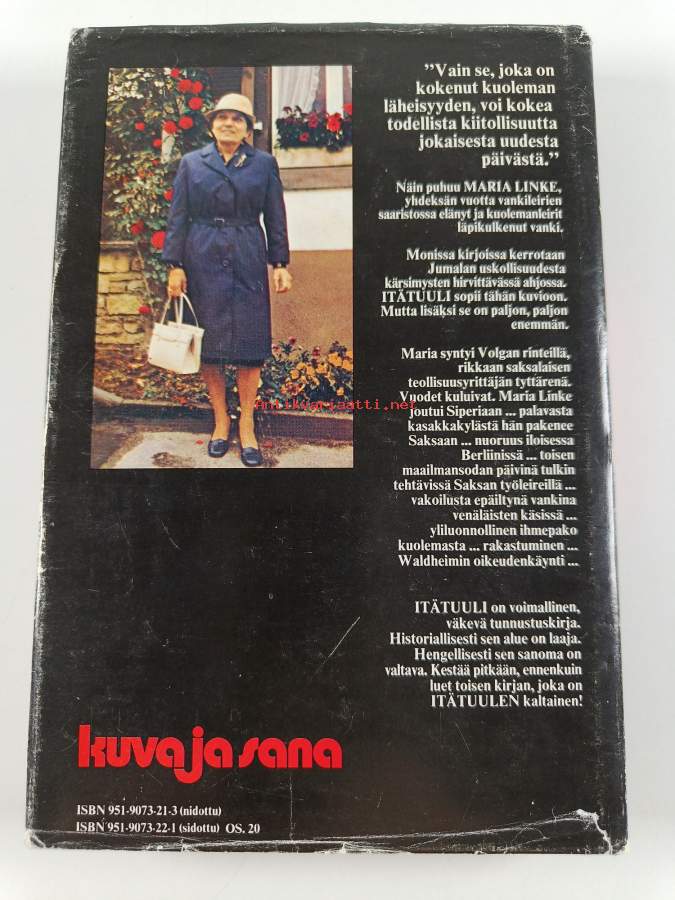 ”Vain se, joka on
kokenut kuoleman
läheisyyden, voi kokea
todellista kiitollisuutta
jokaisesta uudesta
päivästä.”
Näin puhuu MARIA LINKE,
yhdeksän vuotta vankileirien
saaristossa elänyt ja kuolemanleirit
läpikulkenut vanki.
Monissa kirjoissa kerrotaan
Jumalan uskollisuudesta
kärsimysten hirvittävässä ahjossa.
ITÄTUULI sopii tähän kuvioon.
Mutta lisäksi se on paljon, paljon
enemmän.
Maria syntyi Volgan rinteillä,
rikkaan saksalaisen
teollisuusyrittäjän tyttärenä.
Vuodet kuluivat. Maria Linke
joutui Siperiaan ... palavasta
kasakkakylästä hän pakenee
Saksaan ... nuoruus iloisessa
Berliinissä ... toisen
maailmansodan päivinä tulkin
tehtävissä Saksan työleireillä ...
vakoilusta epäiltynä vankina
venäläisten käsissä ...
yliluonnollinen ihmepako
kuolemasta ... rakastuminen ...
Waldheimin oikeudenkäynti ...
ITÄTUULI on voimallinen,
väkevä tunnustuskirja.
Historiallisesti sen alue on laaja.
Hengellisesti sen sanoma on
valtava. Kestää pitkään, ennenkuin
luet toisen kirjan, joka on
ITÄTUULEN kaltainen!
antikvariaatti.net
kuva ja sana
ISBN 951-9073-21-3 (nidottu)
ISBN 951-9073-22-1 (sidottu) OS. 20